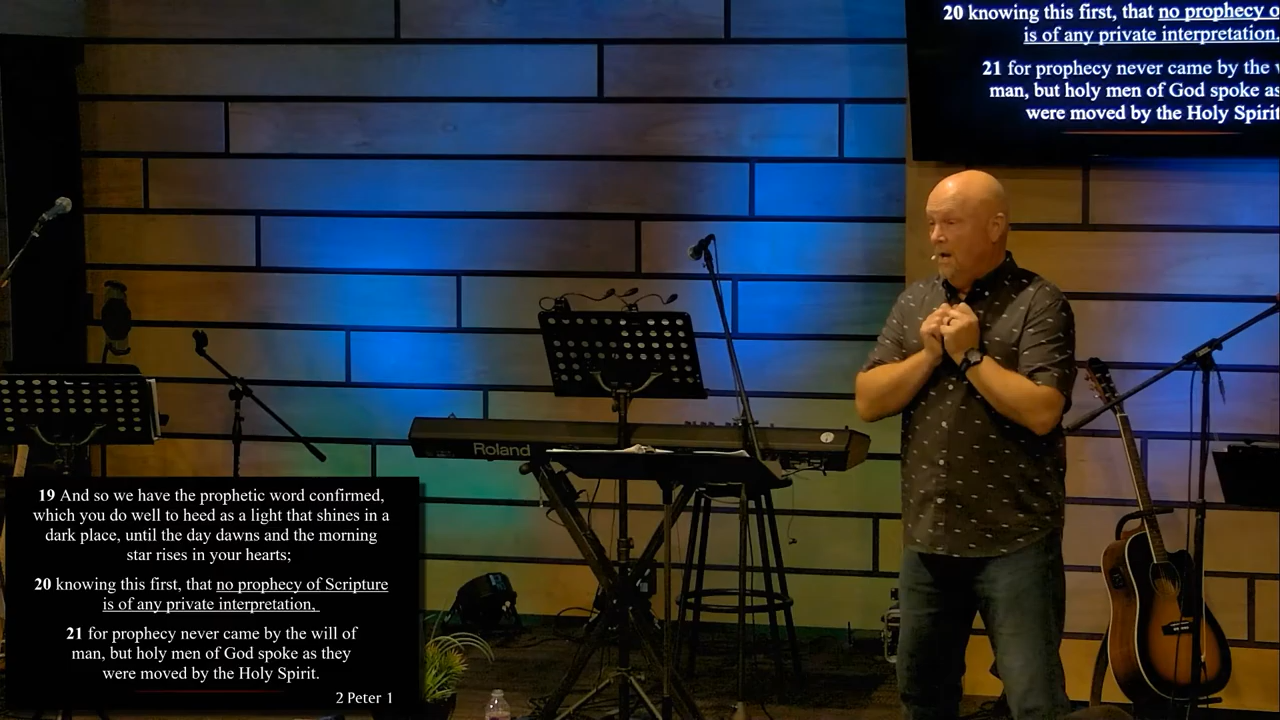 20 knowing this first, that no prophecy
is of any private interpretation,
21 for prophecy never came by the
man, but holy men of God spoke as
were moved by the Holy Spirit
Roland
19 And so we have the prophetic word confirmed,
which you do well to heed as a light that shines in a
dark place, until the day dawns and the morning
star rises in your hearts;
20 knowing this first, that no prophecy of Scripture
is of any private interpretation,
21 for prophecy never came by the will of
man, but holy men of God spoke as they
were moved by the Holy Spirit.
2 Peter 1